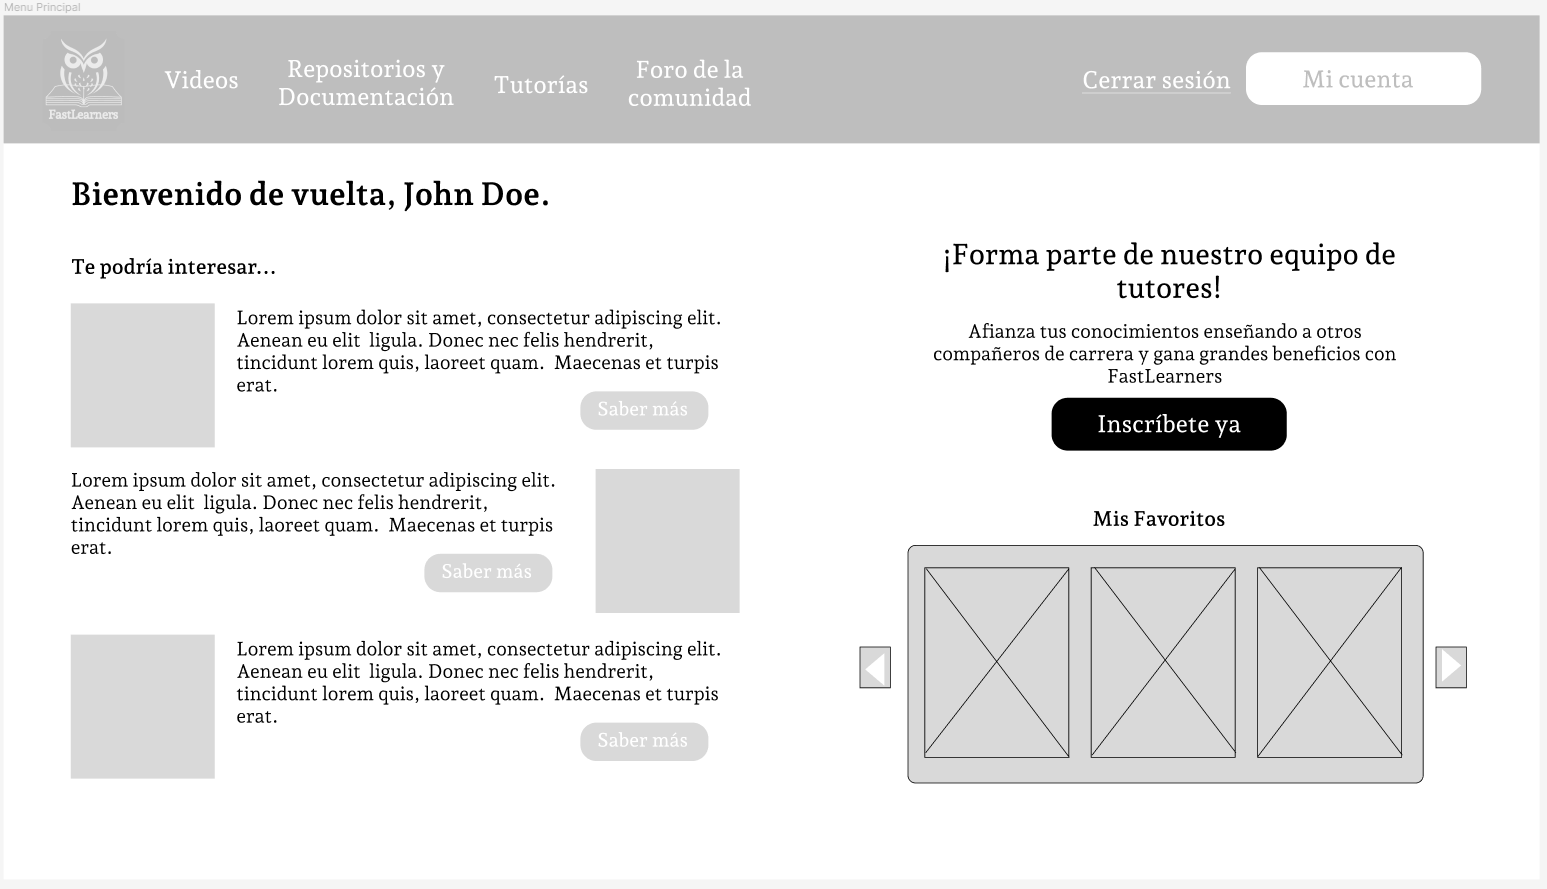 Menu Principal
FastLearners
Videos
Repositorios y
Documentación
Tutorías
Foro de la
comunidad
Cerrar sesión
Mi cuenta
Bienvenido de vuelta, John Doe.
Te podría interesar...
Lorem ipsum dolor sit amet, consectetur adipiscing elit.
Aenean eu elit  ligula. Donec nec felis hendrerit,
tincidunt lorem quis, laoreet quam.  Maecenas et turpis
erat.
Saber más
Lorem ipsum dolor sit amet, consectetur adipiscing elit.
Aenean eu elit  ligula. Donec nec felis hendrerit,
tincidunt lorem quis, laoreet quam.  Maecenas et turpis
erat.
Saber más
Lorem ipsum dolor sit amet, consectetur adipiscing elit.
Aenean eu elit  ligula. Donec nec felis hendrerit,
tincidunt lorem quis, laoreet quam.  Maecenas et turpis
erat.
Saber más
¡Forma parte de nuestro equipo de
tutores!
Afianza tus conocimientos enseñando a otros
compañeros de carrera y gana grandes beneficios con
FastLearners
Inscríbete ya
Mis Favoritos